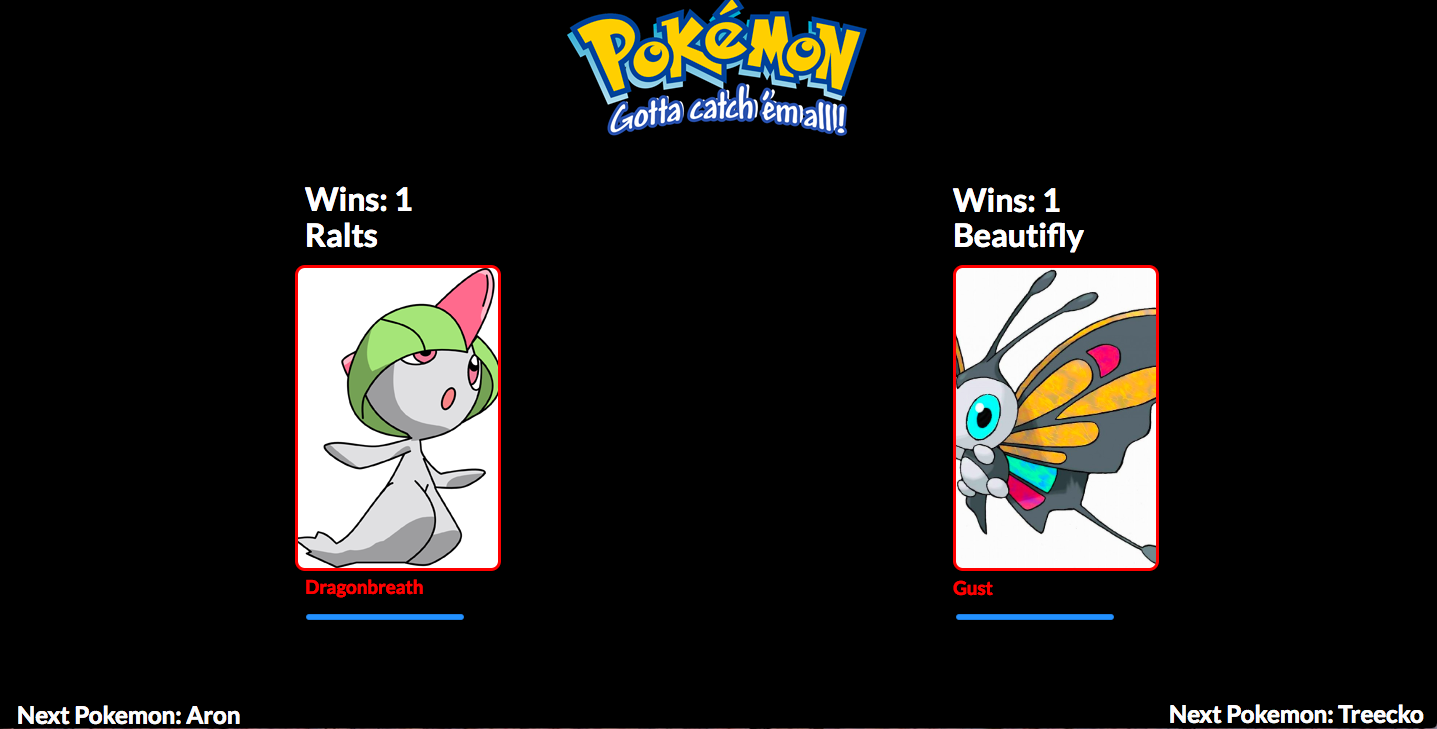 POKéMON
Gotta catch 'em all!
Wins: 1
Ralts
Dragonbreath
Next Pokemon: Aron
Wins: 1
Beautifly
Gust
Next Pokemon: Treecko